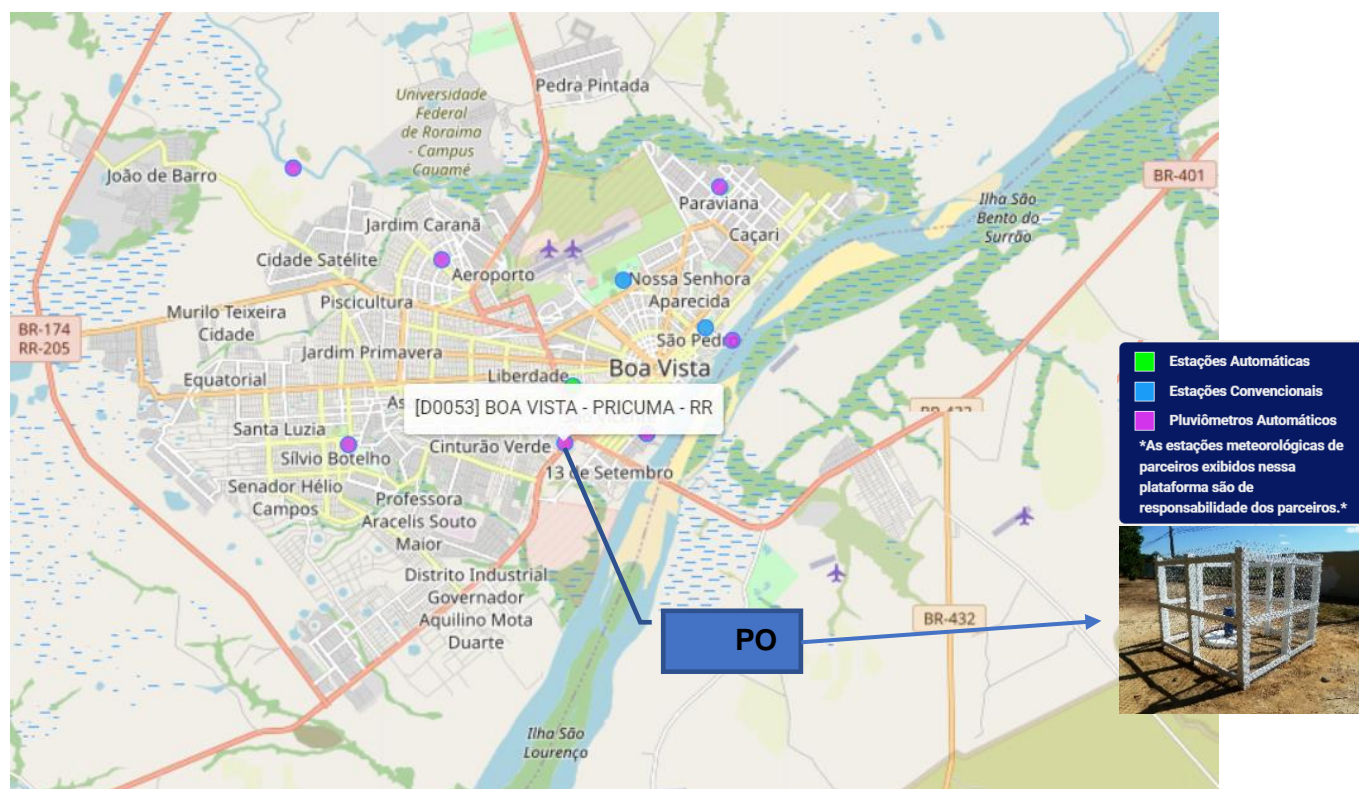 Pedra Pintada
Universidade
Federal
de Roraima
- Campus
Cauamé
João de Barro
BR-401
Paraviana
Ilha São
Bento do
Surrão
Jardim Caranã
Caçari
Cidade Satélite
Aeroporto
Nossa Senhora
Aparecida
Piscicultura
Murilo Teixeira
Cidade
BR-174
RR-205
São Pedro
Jardim Primavera
Boa Vista
Equatorial
Liberdade
[D0053] BOA VISTA - PRICUMA - RR
As
BR-432
Santa Luzia
Cinturão Verde
Sílvio Botelho
13 de Setembro
Senador Hélio
Campos
Professora
Aracelis Souto
Maior
Distrito Industrial
Governador
Aquilino Mota
Duarte
BR-432
PO
Ilha São
Lourenço
Estações Automáticas
Estações Convencionais
Pluviômetros Automáticos
*As estações meteorológicas de
parceiros exibidos nessa
plataforma são de
responsabilidade dos parceiros.*